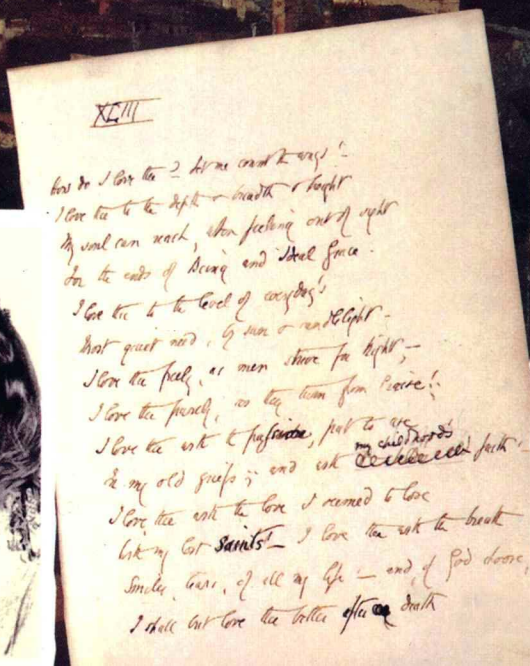 XLIII
How do I love thee? Let me count the ways!—
I love thee to the depth & breadth & height
My soul can reach, when feeling out of sight
For the ends of Being and Ideal Grace.
I love thee to the level of everyday's
Most quiet need, by sun & candlelight—
I love thee freely, as men strive for Right,—
I love thee purely, as they turn from Praise!;
I love thee with the passion, put to use
In my old griefs,; and with my childhood's faith!
I love thee with the love I seemed to lose
With my lost saints!— I love thee with the breath
Smiles, tears, of all my life!— and, if God choose,
I shall but love thee better after death